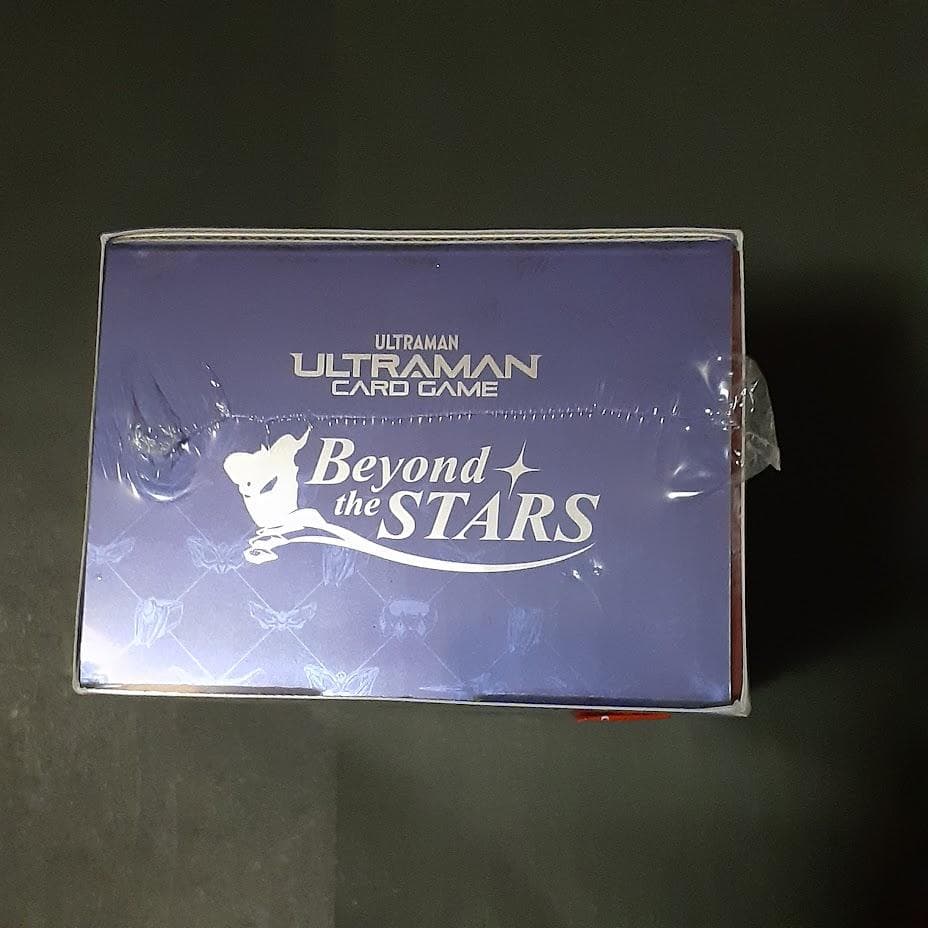 ULTRAMAN
ULTRAMAN
CARD GAME
Beyond
the STARS